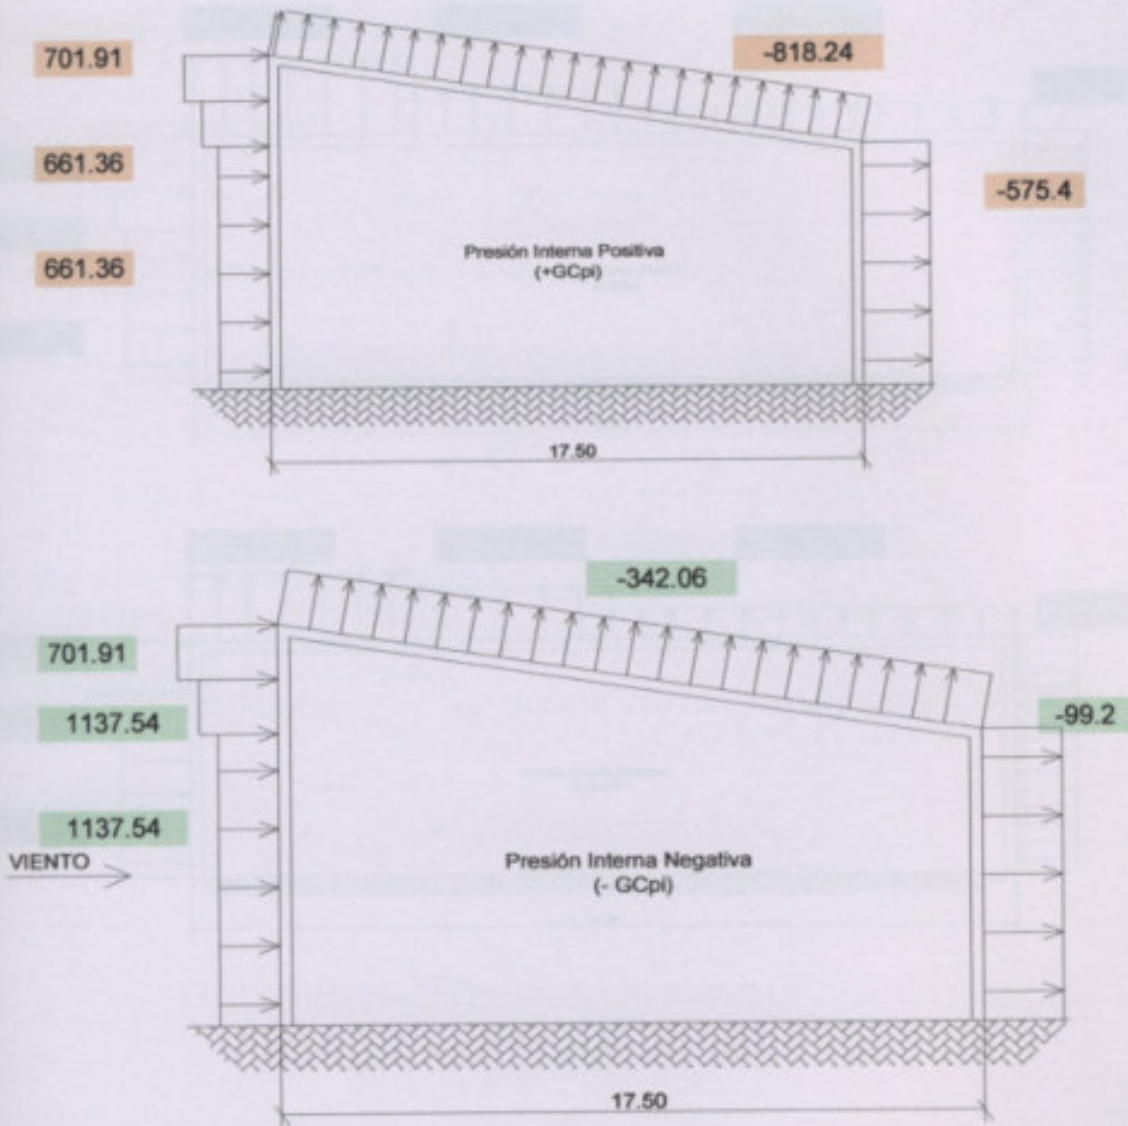 701.91
-818.24
661.36
-575.4
Presión Interna Positiva
(+GCpi)
661.36
17.50
-342.06
701.91
-99.2
1137.54
1137.54
VIENTO
Presión Interna Negativa
(- GCpi)
17.50